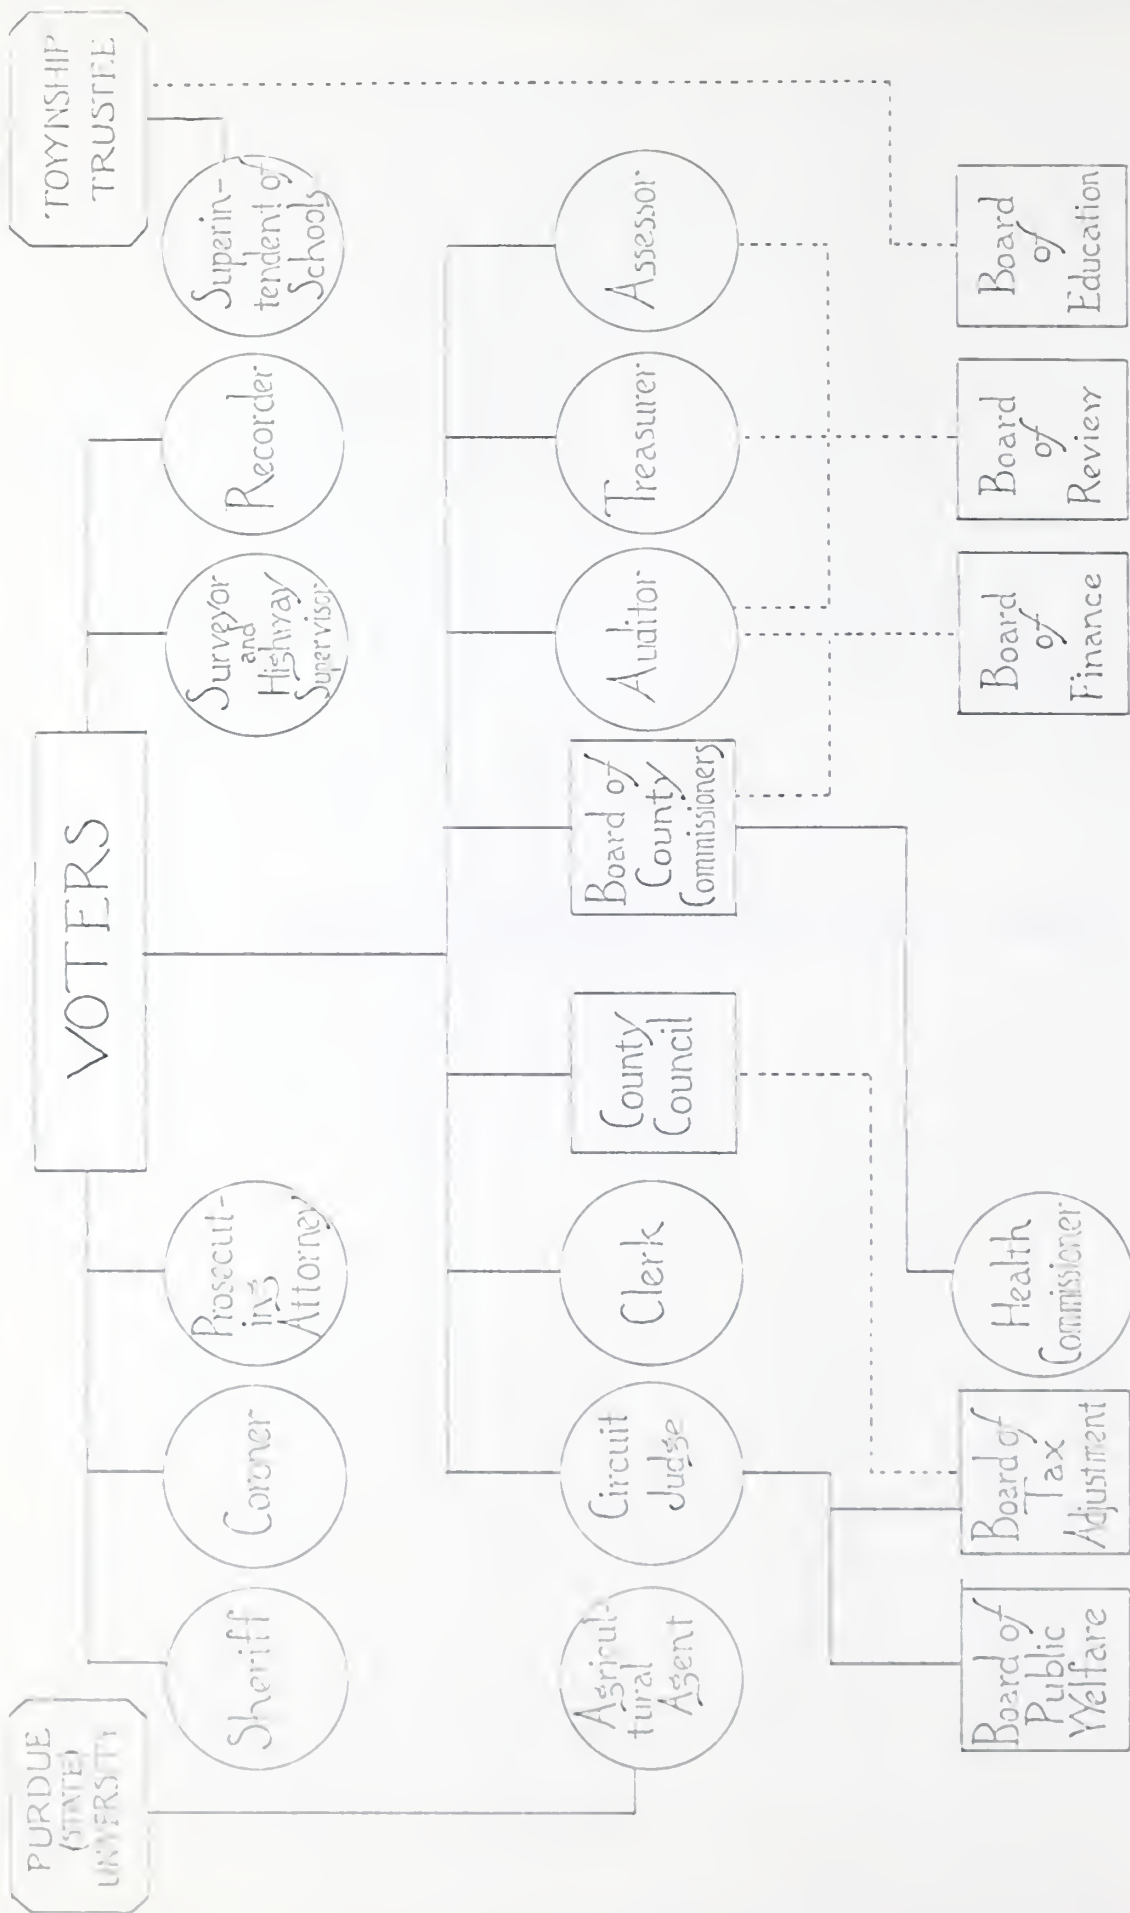 PURDUE
(STATE)
UNIVERSITY
VOTERS
TOWNSHIP
TRUSTEE
Sheriff
Coroner
Prosecut-
ing
Attorney
Surveyor
and
Highway
Supervisor
Recorder
Superin-
tendent of
Schools
Agricul-
tural
Agent
Circuit
Judge
Clerk
County
Council
Board of
County
Commissioners
Auditor
Treasurer
Assessor
Board of
Public
Welfare
Board of
Tax
Adjustment
Health
Commissioner
Board
of
Finance
Board
of
Review
Board
of
Education